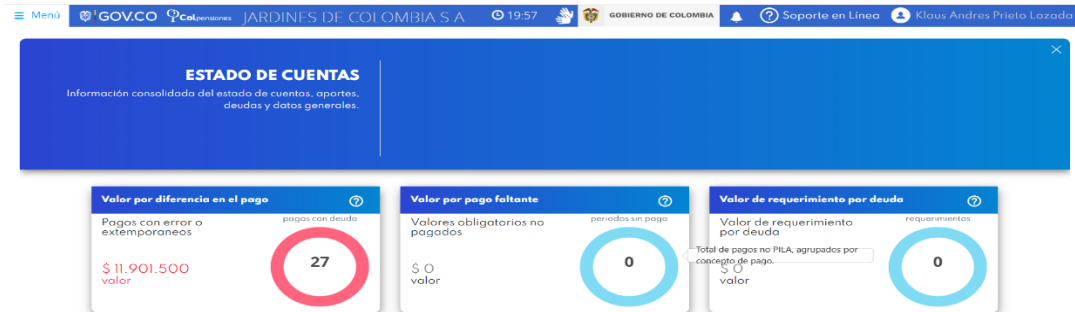 Menú GOV.CO Colpensiones JARDINES DE COLOMBIA S A 19:57 GOBIERNO DE COLOMBIA Soporte en Línea Klaus Andres Prieto Lozada
ESTADO DE CUENTAS
Información consolidada del estado de cuentas, aportes,
deudas y datos generales.
Valor por diferencia en el pago
Pagos con error o
extemporaneos
pagos con deuda
27
$ 11.901.500
valor
Valor por pago faltante
Valores obligatorios no
pagados
periodos sin pago
0
$ 0
valor
Total de pagos no PILA, agrupados por
concepto de pago.
Valor de requerimiento por deuda
Valor de requerimiento
por deuda
requerimientos
0
$ 0
valor